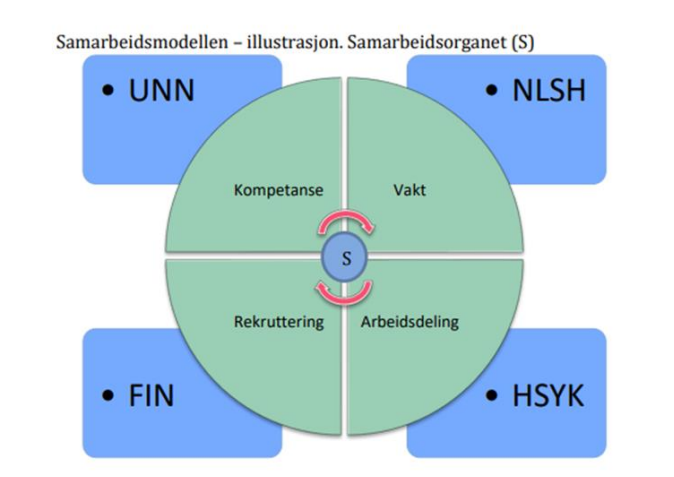 Samarbeidsmodellen – illustrasjon. Samarbeidsorganet (S)
• UNN
• NLSH
Kompetanse
Vakt
S
Rekruttering
Arbeidsdeling
• FIN
• HSYK